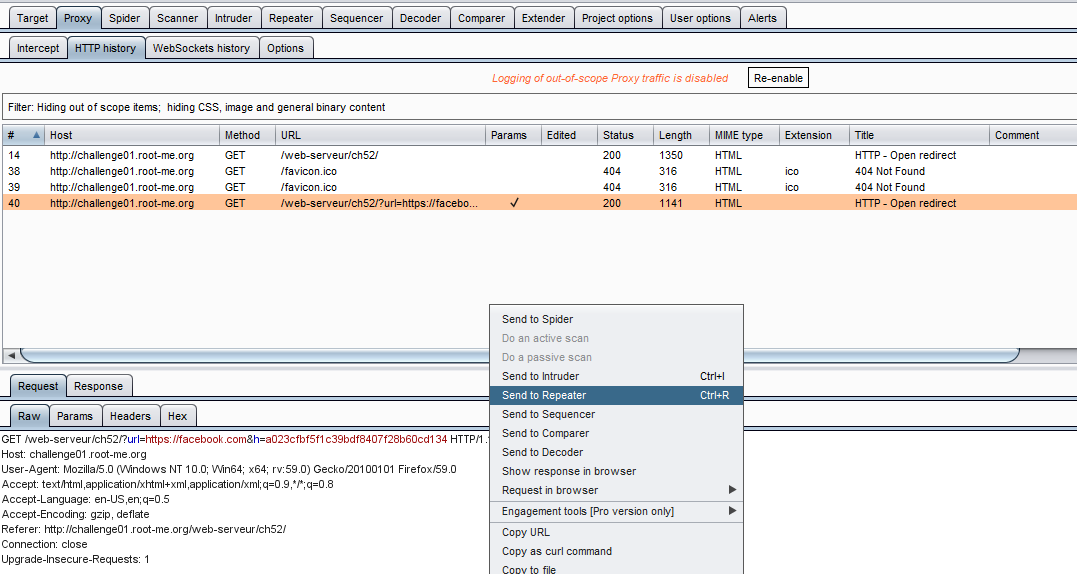 Target Proxy Spider Scanner Intruder Repeater Sequencer Decoder Comparer Extender Project options User options Alerts
Intercept HTTP history WebSockets history Options
Logging of out-of-scope Proxy traffic is disabled Re-enable
Filter: Hiding out of scope items; hiding CSS, image and general binary content
# Host Method URL Params Edited Status Length MIME type Extension Title Comment
14 http://challenge01.root-me.org GET /web-serveur/ch52/ 200 1350 HTML HTTP - Open redirect
38 http://challenge01.root-me.org GET /favicon.ico 404 316 HTML ico 404 Not Found
39 http://challenge01.root-me.org GET /favicon.ico 404 316 HTML ico 404 Not Found
40 http://challenge01.root-me.org GET /web-serveur/ch52/?url=https://facebo... ✓ 200 1141 HTML HTTP - Open redirect
Send to Spider
Do an active scan
Do a passive scan
Send to Intruder Ctrl+I
Send to Repeater Ctrl+R
Send to Sequencer
Send to Comparer
Send to Decoder
Show response in browser
Request in browser
Engagement tools [Pro version only]
Copy URL
Copy as curl command
Copy to file
Request Response
Raw Params Headers Hex
GET /web-serveur/ch52/?url=https://facebook.com&h=a023cfbf5f1c39bdf8407f28b60cd134 HTTP/1.
Host: challenge01.root-me.org
User-Agent: Mozilla/5.0 (Windows NT 10.0; Win64; x64; rv:59.0) Gecko/20100101 Firefox/59.0
Accept: text/html,application/xhtml+xml,application/xml;q=0.9,*/*;q=0.8
Accept-Language: en-US,en;q=0.5
Accept-Encoding: gzip, deflate
Referer: http://challenge01.root-me.org/web-serveur/ch52/
Connection: close
Upgrade-Insecure-Requests: 1